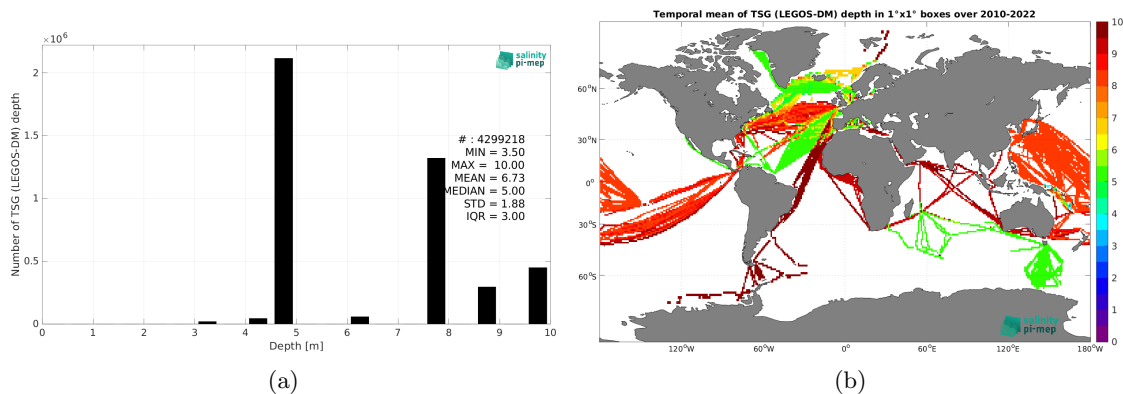 ×10⁶
2
1.5
1
0.5
0
Number of TSG (LEGOS-DM) depth
salinity
pi-mep
# : 4299218
MIN = 3.50
MAX = 10.00
MEAN = 6.73
MEDIAN = 5.00
STD = 1.88
IQR = 3.00
0 1 2 3 4 5 6 7 8 9 10
Depth [m]
(a)
Temporal mean of TSG (LEGOS-DM) depth in 1°x1° boxes over 2010-2022
60°N
30°N
0°
30°S
60°S
120°W 60°W 0° 60°E 120°E 180°W
salinity
pi-mep
10
9
8
7
6
5
4
3
2
1
0
(b)